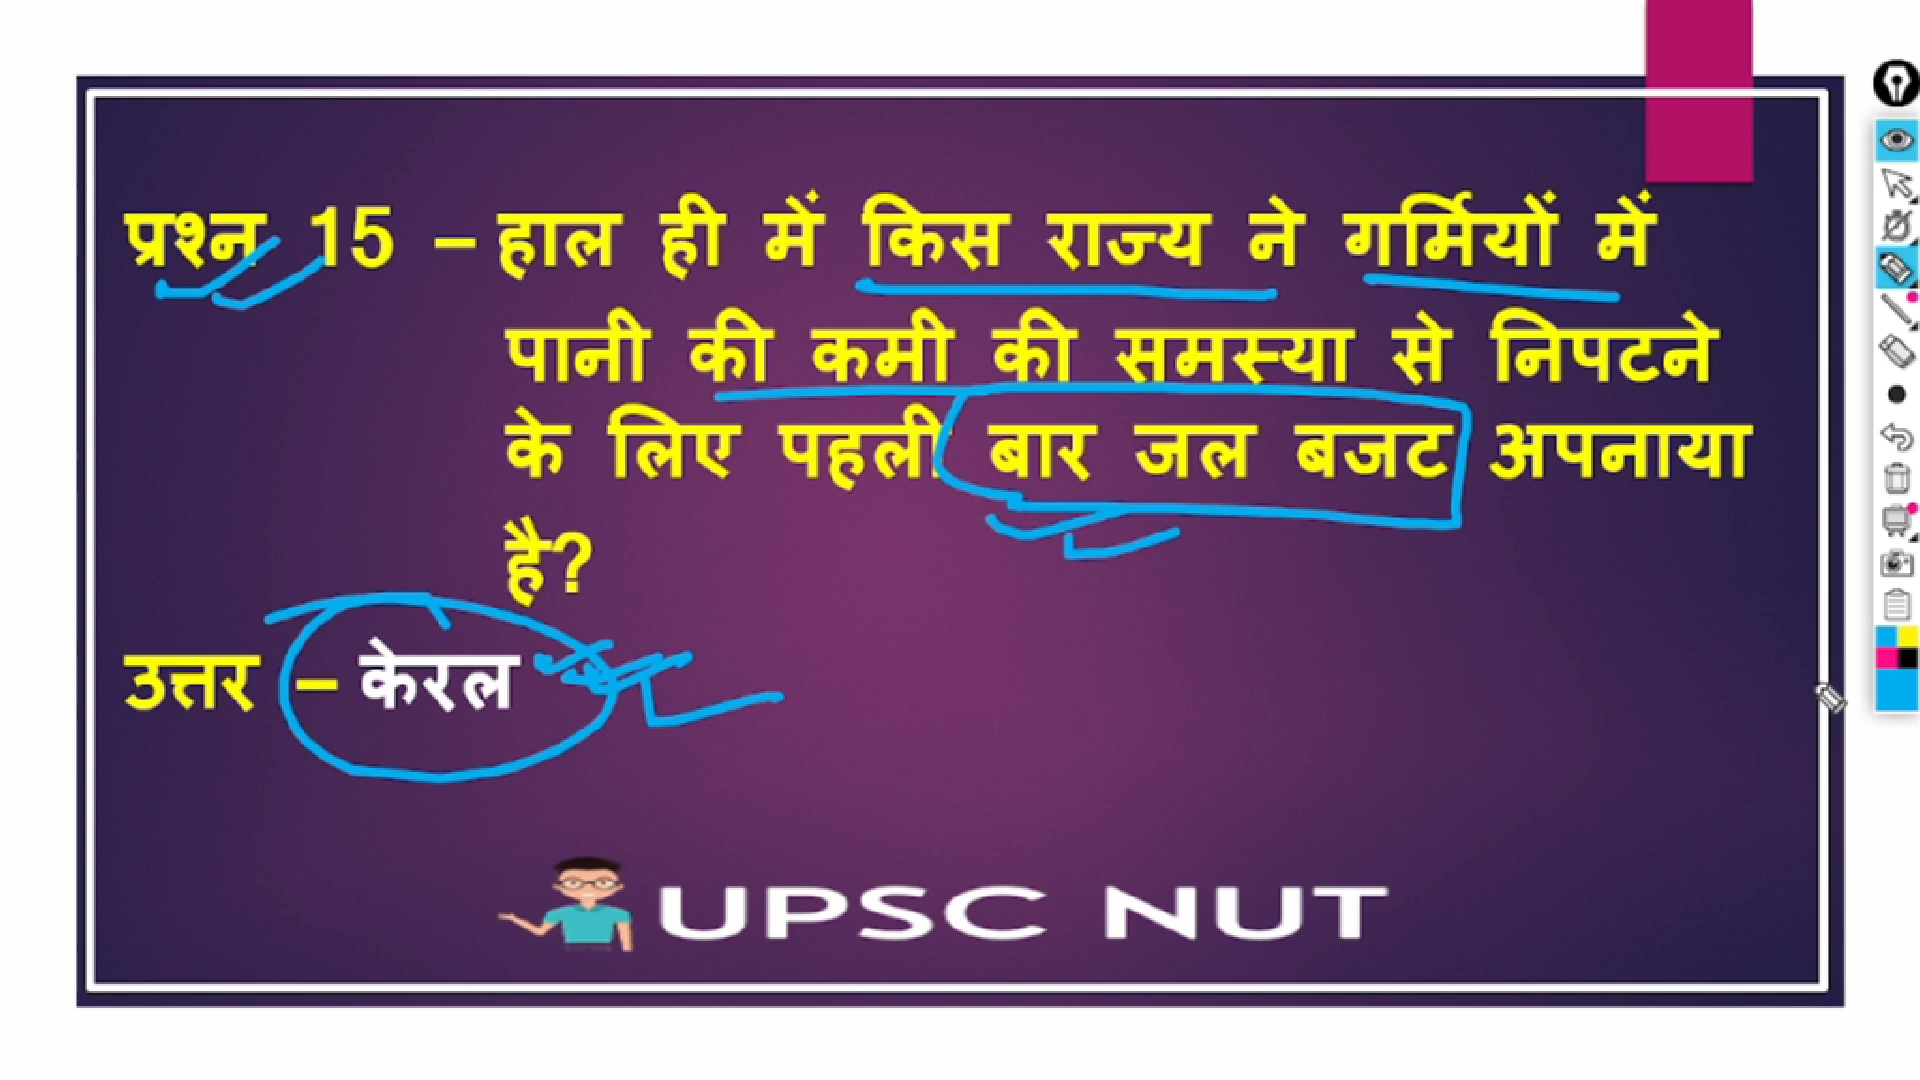 प्रश्न 15 – हाल ही में किस राज्य ने गर्मियों में
पानी की कमी की समस्या से निपटने
के लिए पहली बार जल बजट अपनाया
है?
उत्तर – केरल
UPSC NUT